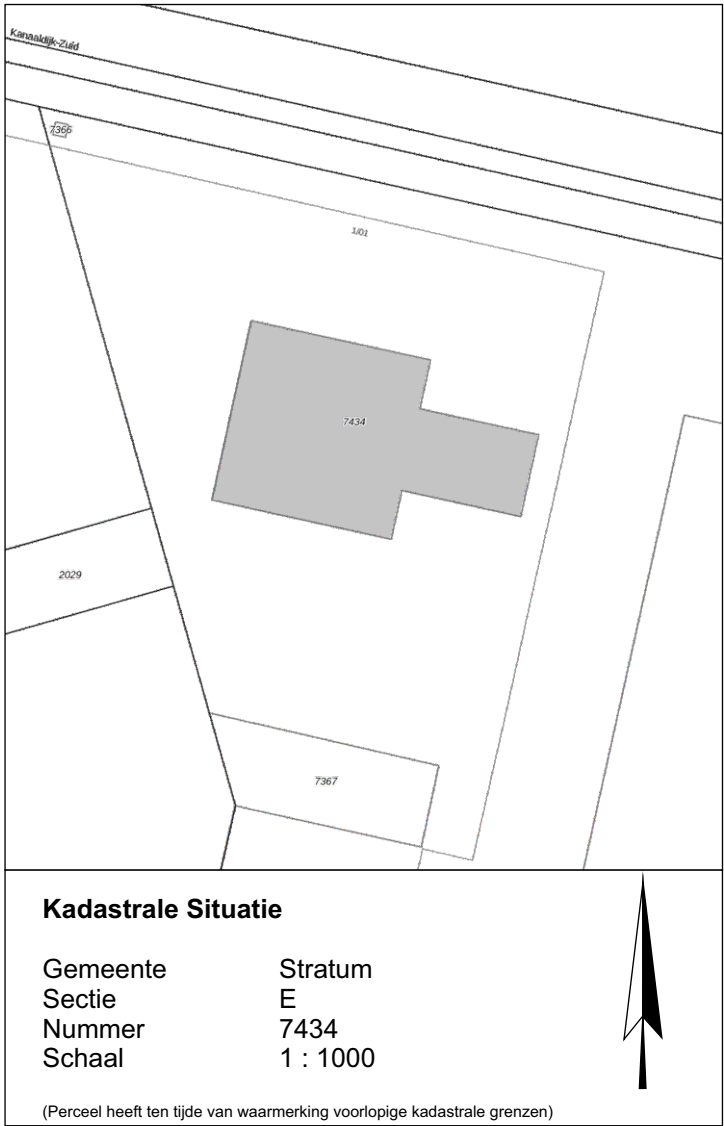 Kanaaldijk-Zuid
7366
1/01
7434
2029
7367
Kadastrale Situatie
Gemeente Stratum
Sectie E
Nummer 7434
Schaal 1 : 1000
(Perceel heeft ten tijde van waarmerking voorlopige kadastrale grenzen)